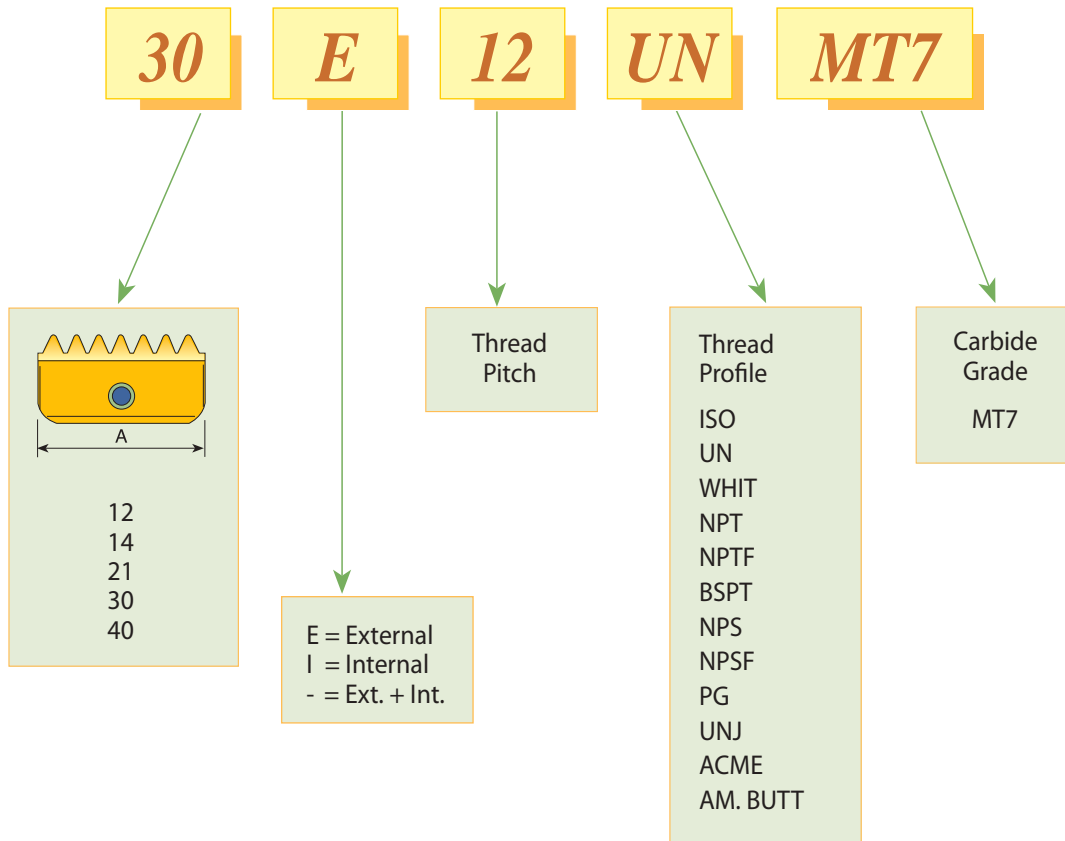 30 E 12 UN MT7
A
12
14
21
30
40
E = External
I = Internal
- = Ext. + Int.
Thread
Pitch
Thread
Profile
ISO
UN
WHIT
NPT
NPTF
BSPT
NPS
NPSF
PG
UNJ
ACME
AM. BUTT
Carbide
Grade
MT7